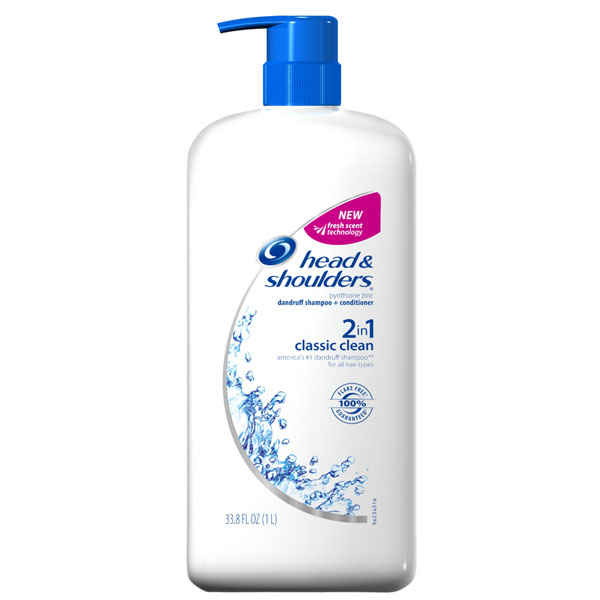 NEW
fresh scent
technology
head &
shoulders®
pyrithione zinc
dandruff shampoo + conditioner
2in1
classic clean
america's #1 dandruff shampoo**
for all hair types
FLAKE FREE*
100%
GUARANTEED*
33.8 FL OZ (1 L)
96234016